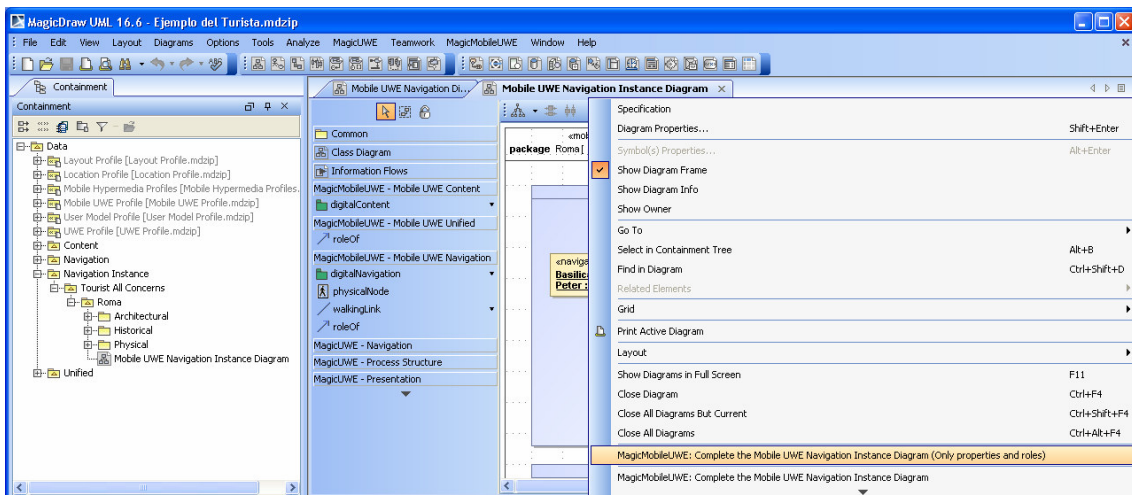 MagicDraw UML 16.6 - Ejemplo del Turista.mdzip
File Edit View Layout Diagrams Options Tools Analyze MagicUWE Teamwork MagicMobileUWE Window Help
Containment
Mobile UWE Navigation Di...
Mobile UWE Navigation Instance Diagram
Containment
Data
Layout Profile [Layout Profile.mdzip]
Location Profile [Location Profile.mdzip]
Mobile Hypermedia Profiles [Mobile Hypermedia Profiles.
Mobile UWE Profile [Mobile UWE Profile.mdzip]
User Model Profile [User Model Profile.mdzip]
UWE Profile [UWE Profile.mdzip]
Content
Navigation
Navigation Instance
Tourist All Concerns
Roma
Architectural
Historical
Physical
Mobile UWE Navigation Instance Diagram
Unified
Common
Class Diagram
Information Flows
MagicMobileUWE - Mobile UWE Content
digitalContent
MagicMobileUWE - Mobile UWE Unified
roleOf
MagicMobileUWE - Mobile UWE Navigation
digitalNavigation
physicalNode
walkingLink
roleOf
MagicUWE - Navigation
MagicUWE - Process Structure
MagicUWE - Presentation
«mol
package Roma [
«naviga
Basilic
Peter :
Specification
Diagram Properties... Shift+Enter
Symbol(s) Properties... Alt+Enter
Show Diagram Frame
Show Diagram Info
Show Owner
Go To
Select in Containment Tree Alt+B
Find in Diagram Ctrl+Shift+D
Related Elements
Grid
Print Active Diagram
Layout
Show Diagrams in Full Screen F11
Close Diagram Ctrl+F4
Close All Diagrams But Current Ctrl+Shift+F4
Close All Diagrams Ctrl+Alt+F4
MagicMobileUWE: Complete the Mobile UWE Navigation Instance Diagram (Only properties and roles)
MagicMobileUWE: Complete the Mobile UWE Navigation Instance Diagram